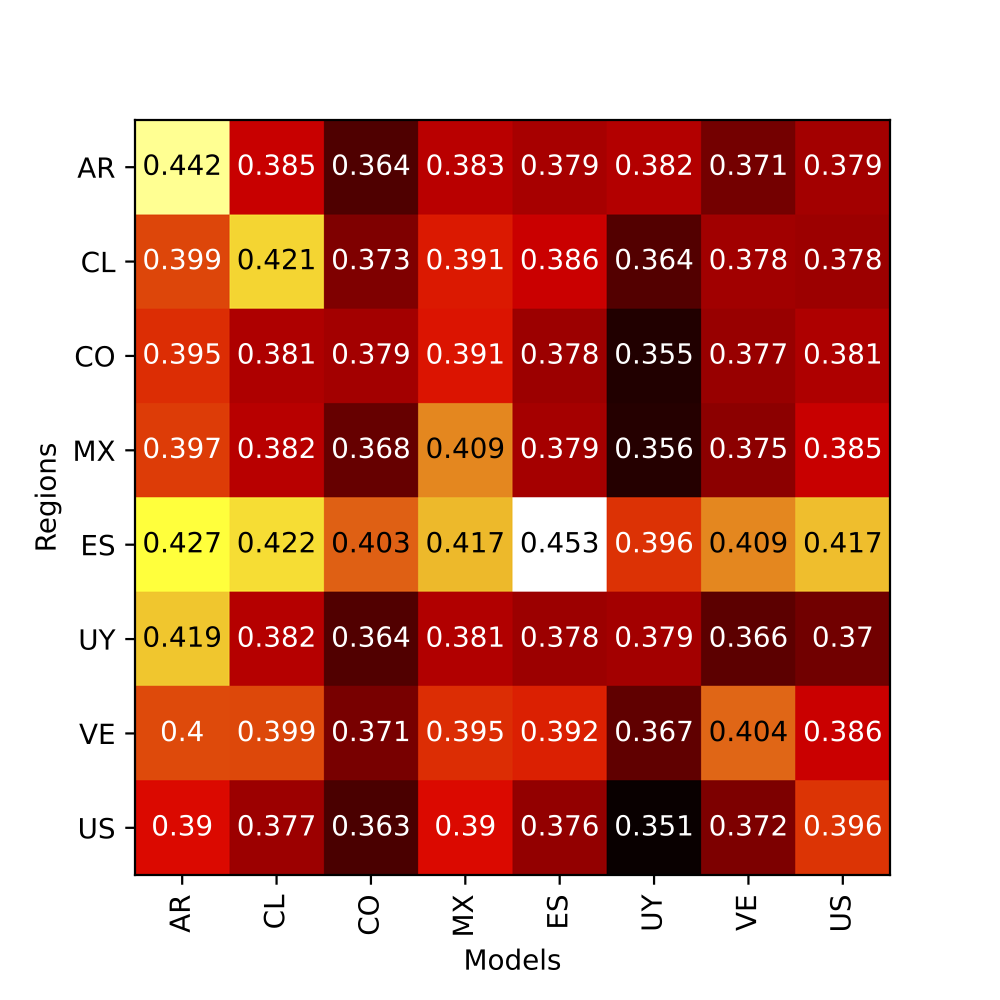 AR 0.442 0.385 0.364 0.383 0.379 0.382 0.371 0.379
CL 0.399 0.421 0.373 0.391 0.386 0.364 0.378 0.378
CO 0.395 0.381 0.379 0.391 0.378 0.355 0.377 0.381
MX 0.397 0.382 0.368 0.409 0.379 0.356 0.375 0.385
ES 0.427 0.422 0.403 0.417 0.453 0.396 0.409 0.417
UY 0.419 0.382 0.364 0.381 0.378 0.379 0.366 0.37
VE 0.4 0.399 0.371 0.395 0.392 0.367 0.404 0.386
US 0.39 0.377 0.363 0.39 0.376 0.351 0.372 0.396
Regions
AR CL CO MX ES UY VE US
Models